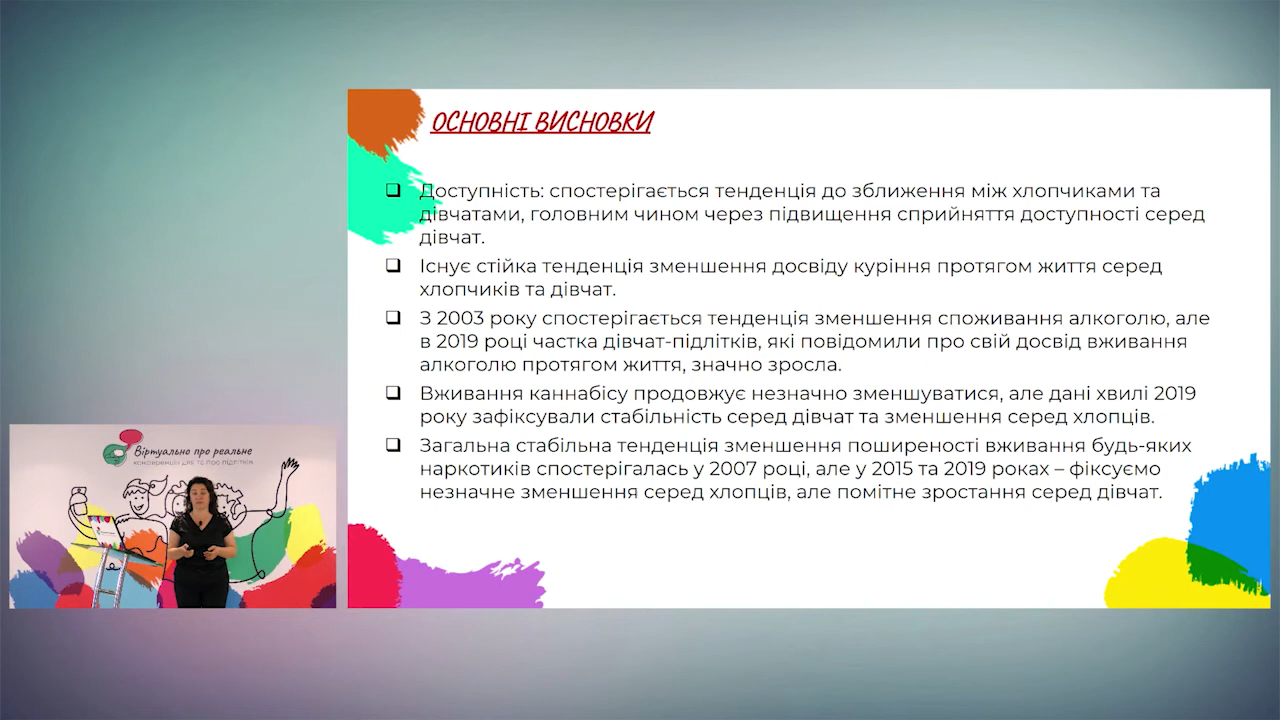 ОСНОВНІ ВИСНОВКИ
❑ Доступність: спостерігається тенденція до зближення між хлопчиками та
дівчатами, головним чином через підвищення сприйняття доступності серед
дівчат.
❑ Існує стійка тенденція зменшення досвіду куріння протягом життя серед
хлопчиків та дівчат.
❑ З 2003 року спостерігається тенденція зменшення споживання алкоголю, але
в 2019 році частка дівчат-підлітків, які повідомили про свій досвід вживання
алкоголю протягом життя, значно зросла.
❑ Вживання каннабісу продовжує незначно зменшуватися, але дані хвилі 2019
року зафіксували стабільність серед дівчат та зменшення серед хлопців.
❑ Загальна стабільна тенденція зменшення поширеності вживання будь-яких
наркотиків спостерігалась у 2007 році, але у 2015 та 2019 роках – фіксуємо
незначне зменшення серед хлопців, але помітне зростання серед дівчат.
Віртуально про реальне
конференція для та про підлітків